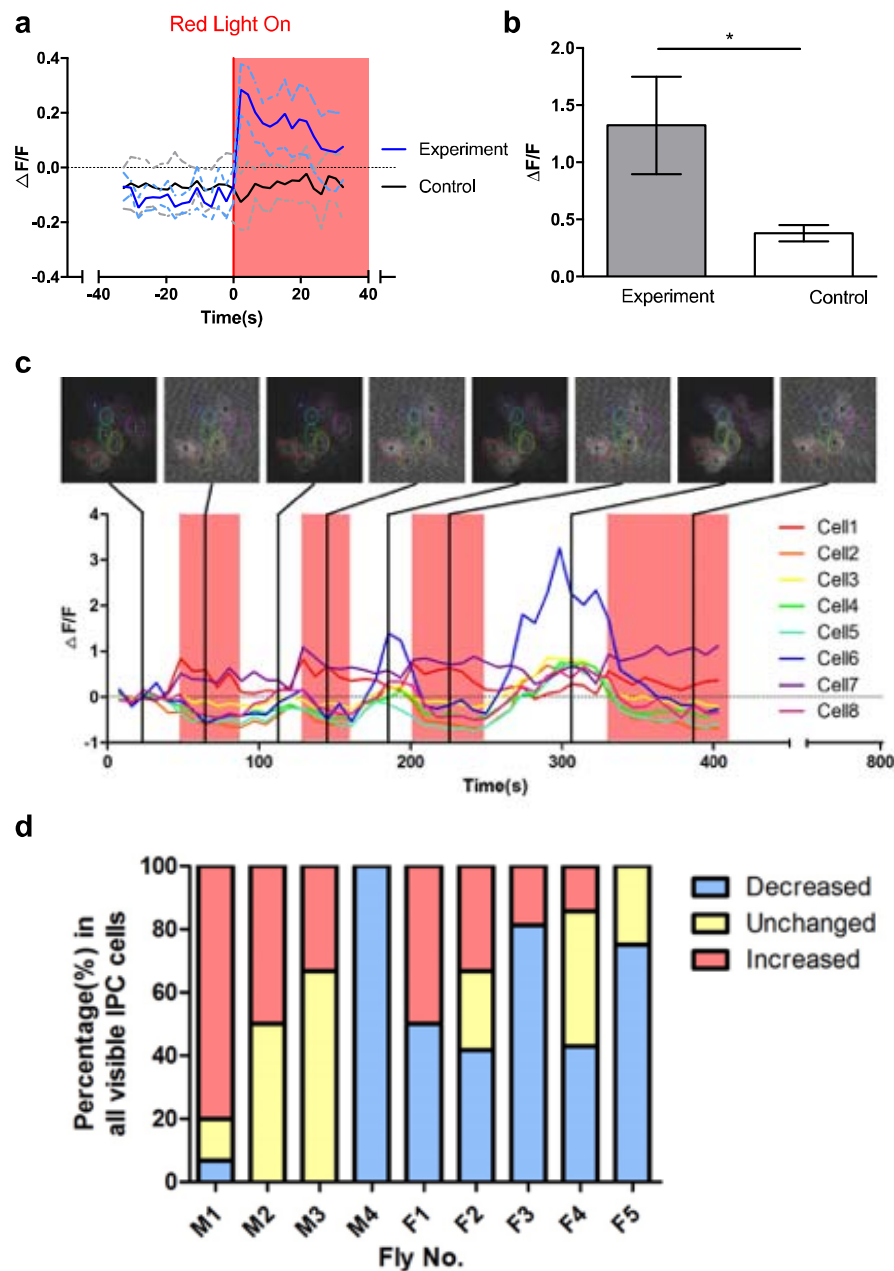 a
Red Light On
0.4
0.2
0.0
-0.2
-0.4
△F/F
-40 -20 0 20 40
Time(s)
Experiment
Control
b
*
2.0
1.5
1.0
0.5
0.0
△F/F
Experiment Control
c
4
3
2
1
0
-1
△F/F
0 100 200 300 400 800
Time(s)
Cell1
Cell2
Cell3
Cell4
Cell5
Cell6
Cell7
Cell8
d
100
80
60
40
20
0
Percentage(%) in
all visible IPC cells
M1 M2 M3 M4 F1 F2 F3 F4 F5
Fly No.
Decreased
Unchanged
Increased